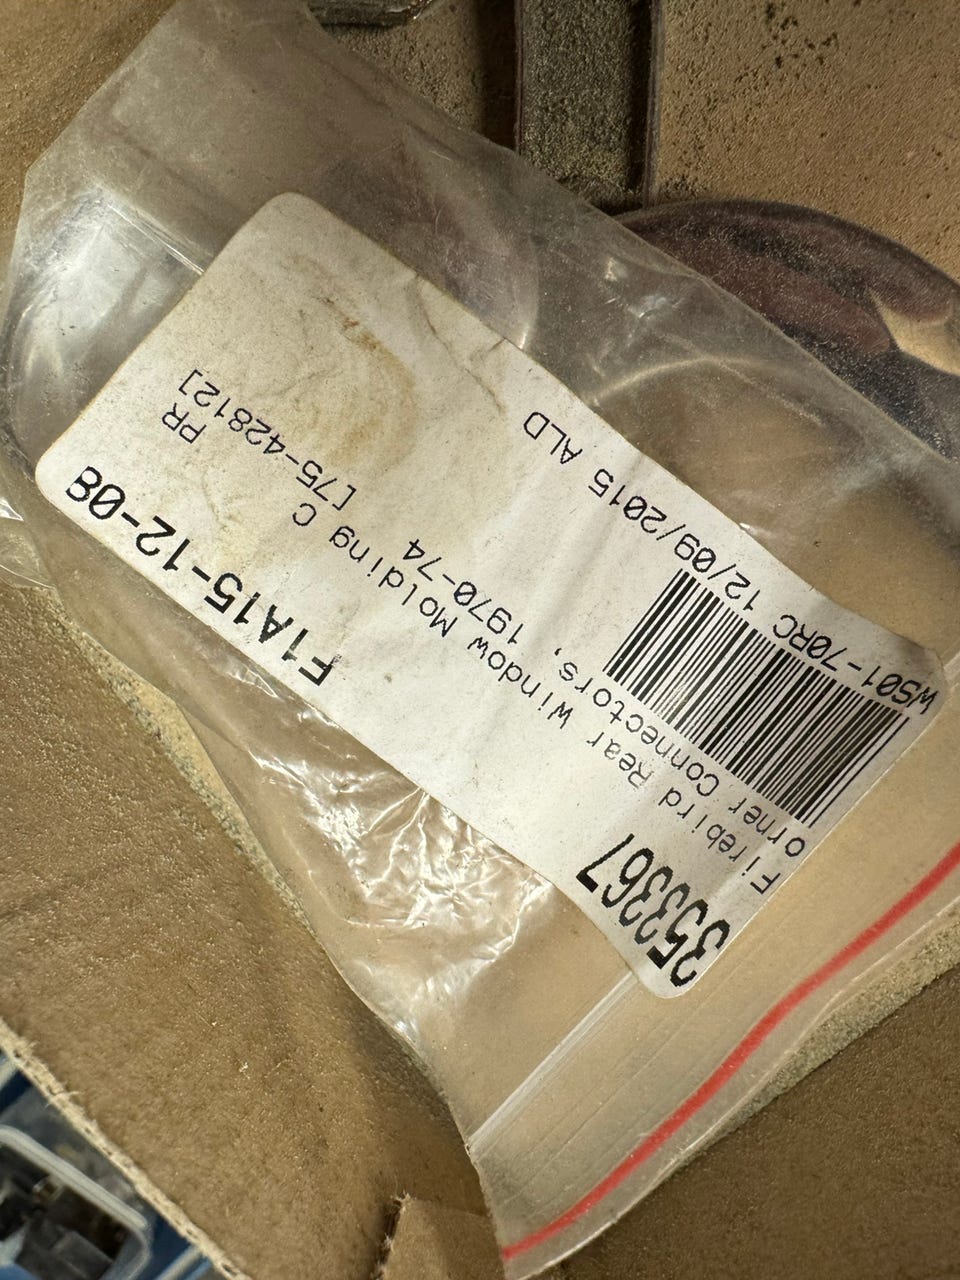 353367
F1A15-12-08
Firebird Rear Window Molding C
orner Connectors, 1970-74
PR
[75-42812]
WS01-70RC 12/09/2015 ALD